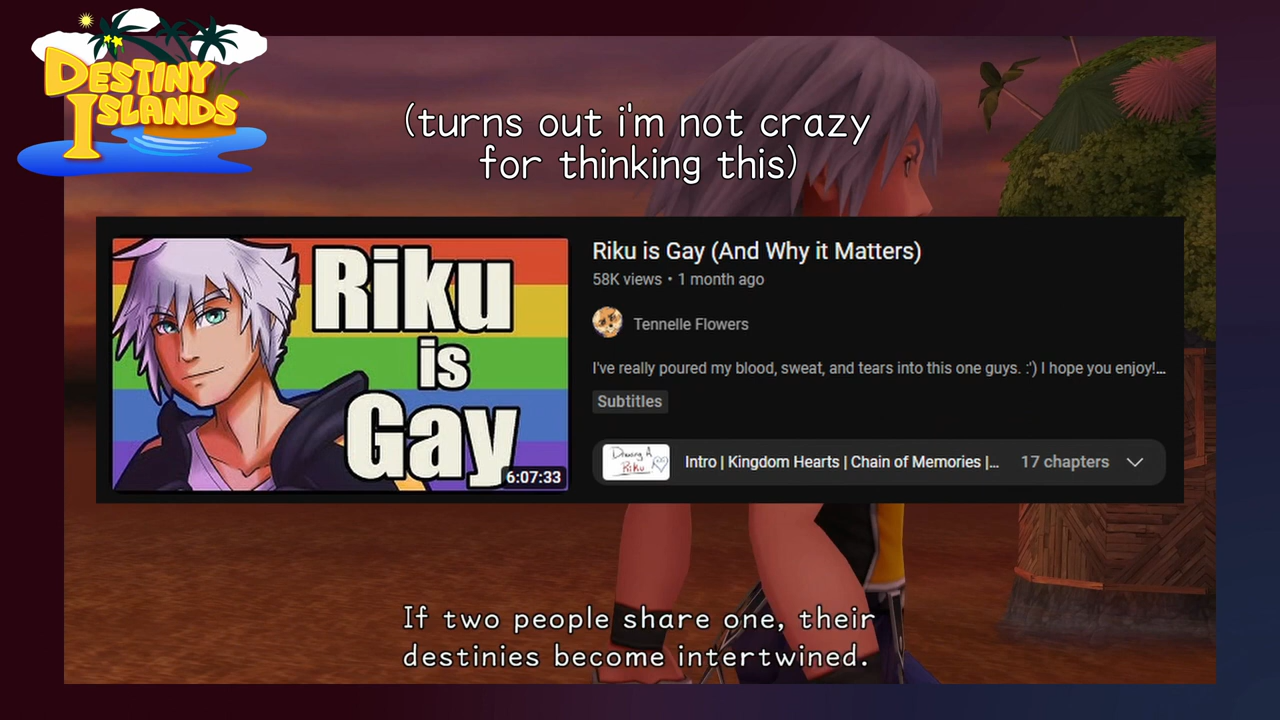 DESTINY
ISLANDS
(turns out i'm not crazy
for thinking this)
Riku
is
Gay
6:07:33
Riku is Gay (And Why it Matters)
58K views • 1 month ago
Tennelle Flowers
I've really poured my blood, sweat, and tears into this one guys. :') I hope you enjoy!...
Subtitles
Drawing A
Riku
Intro | Kingdom Hearts | Chain of Memories |...
17 chapters
If two people share one, their
destinies become intertwined.